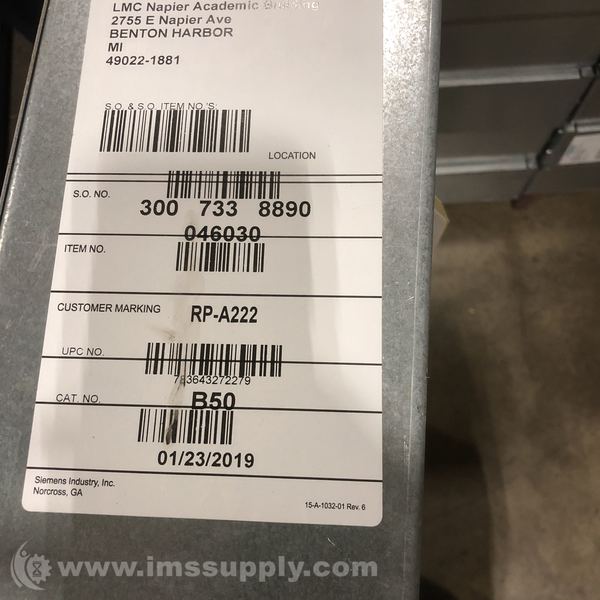 LMC Napier Academic Building
2755 E Napier Ave
BENTON HARBOR
MI
49022-1881
S.O. & S.O. ITEM NO.'S:
LOCATION
S.O. NO.
300 733 8890
046030
ITEM NO.
CUSTOMER MARKING RP-A222
UPC NO.
783643272279
CAT. NO. B50
01/23/2019
Siemens Industry, Inc.
Norcross, GA
15-A-1032-01 Rev. 6
www.imssupply.com